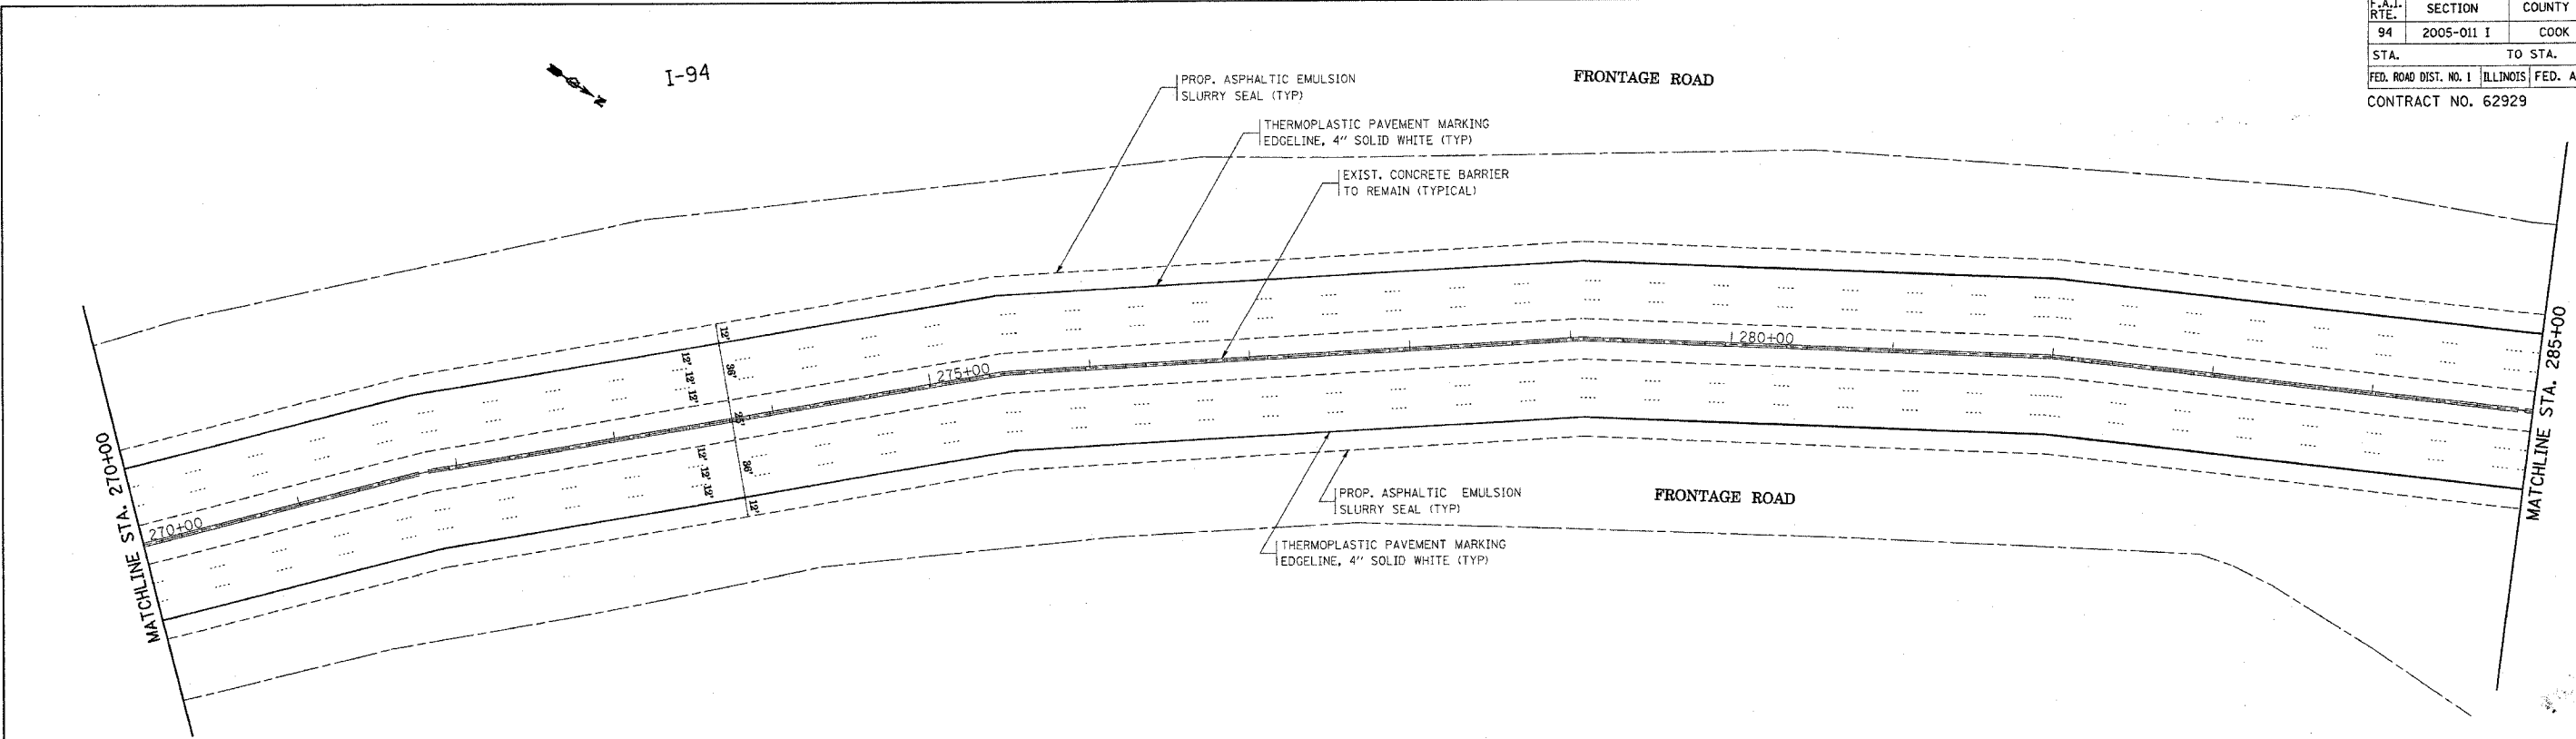 F.A.I. RTE. SECTION COUNTY
94 2005-011 I COOK
STA. TO STA.
FED. ROAD DIST. NO. 1 ILLINOIS FED. A
CONTRACT NO. 62929
I-94
PROP. ASPHALTIC EMULSION
SLURRY SEAL (TYP)
FRONTAGE ROAD
THERMOPLASTIC PAVEMENT MARKING
EDGELINE, 4" SOLID WHITE (TYP)
EXIST. CONCRETE BARRIER
TO REMAIN (TYPICAL)
MATCHLINE STA. 270+00
270+00
12'
36'
12' 12' 12'
36'
12' 12' 12'
12'
275+00
280+00
MATCHLINE STA. 285+00
PROP. ASPHALTIC EMULSION
SLURRY SEAL (TYP)
FRONTAGE ROAD
THERMOPLASTIC PAVEMENT MARKING
EDGELINE, 4" SOLID WHITE (TYP)
N